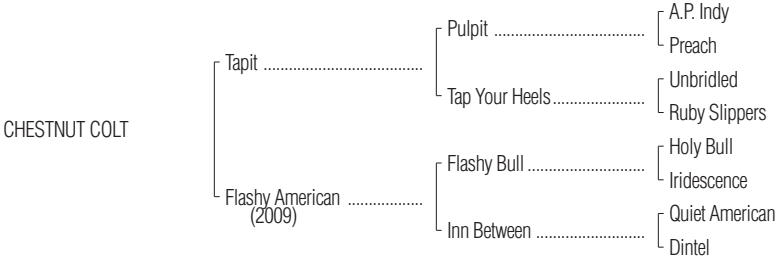 A.P. Indy
Pulpit ....................................
Preach
Tapit ......................................
Unbridled
Tap Your Heels......................
Ruby Slippers
CHESTNUT COLT
Holy Bull
Flashy Bull ............................
Iridescence
Flashy American ..................
(2009)
Quiet American
Inn Between ..........................
Dintel